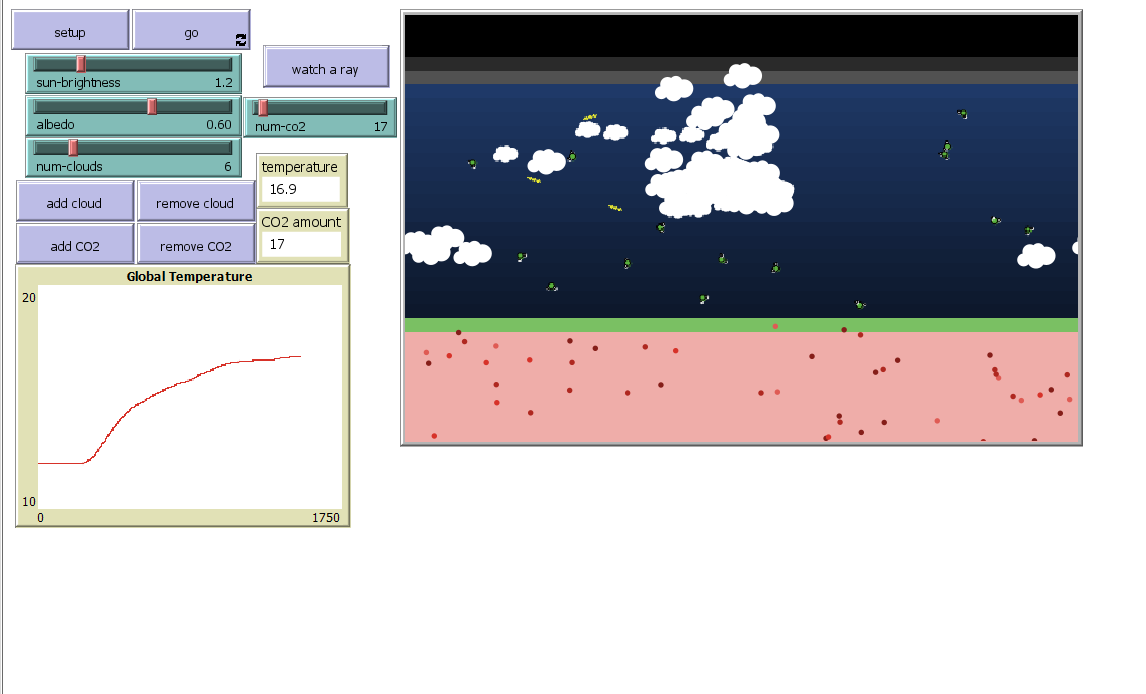 setup
go
watch a ray
sun-brightness 1.2
albedo 0.60
num-co2 17
num-clouds 6
temperature
16.9
add cloud
remove cloud
CO2 amount
17
add CO2
remove CO2
Global Temperature
20
10
0
1750